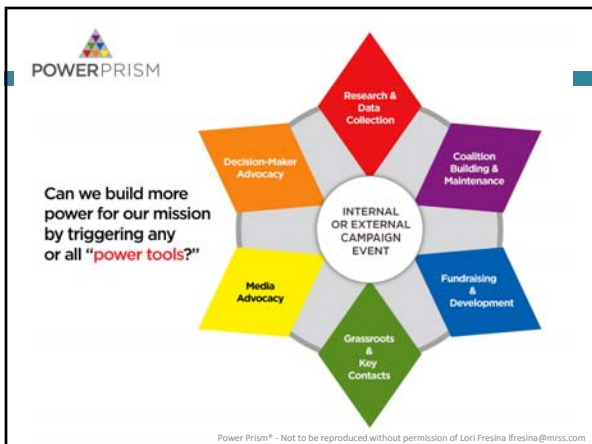 POWERPRISM
Can we build more
power for our mission
by triggering any
or all “power tools?”
Research &
Data
Collection
Coalition
Building &
Maintenance
Fundraising
&
Development
Grassroots
&
Key
Contacts
Media
Advocacy
Decision-Maker
Advocacy
INTERNAL
OR EXTERNAL
CAMPAIGN
EVENT
Power Prism® - Not to be reproduced without permission of Lori Fresina lfresina@mrss.com